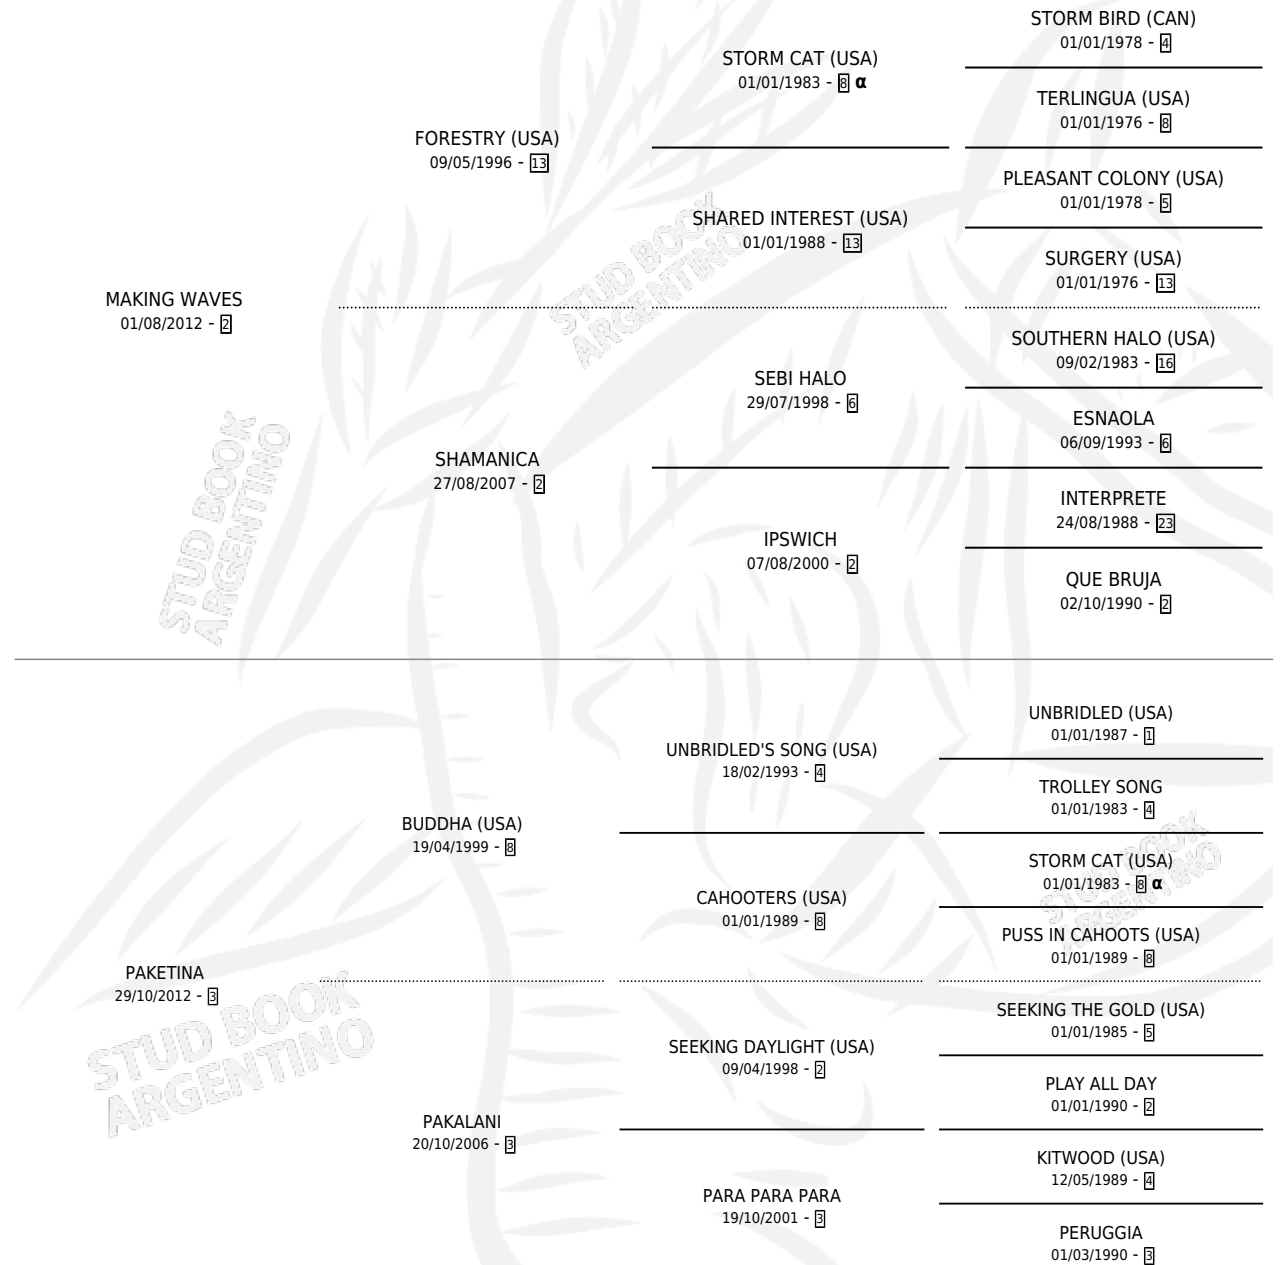 STORM BIRD (CAN)
01/01/1978 - 4
STORM CAT (USA)
01/01/1983 - 8 α
TERLINGUA (USA)
01/01/1976 - 8
FORESTRY (USA)
09/05/1996 - 13
PLEASANT COLONY (USA)
01/01/1978 - 5
SHARED INTEREST (USA)
01/01/1988 - 13
SURGERY (USA)
01/01/1976 - 13
MAKING WAVES
01/08/2012 - 2
SOUTHERN HALO (USA)
09/02/1983 - 16
SEBI HALO
29/07/1998 - 6
ESNAOLA
06/09/1993 - 6
SHAMANICA
27/08/2007 - 2
INTERPRETE
24/08/1988 - 23
IPSWICH
07/08/2000 - 2
QUE BRUJA
02/10/1990 - 2
UNBRIDLED (USA)
01/01/1987 - 1
UNBRIDLED'S SONG (USA)
18/02/1993 - 4
TROLLEY SONG
01/01/1983 - 4
BUDDHA (USA)
19/04/1999 - 8
STORM CAT (USA)
01/01/1983 - 8 α
CAHOOTERS (USA)
01/01/1989 - 8
PUSS IN CAHOOTS (USA)
01/01/1989 - 8
PAKETINA
29/10/2012 - 3
SEEKING THE GOLD (USA)
01/01/1985 - 5
SEEKING DAYLIGHT (USA)
09/04/1998 - 2
PLAY ALL DAY
01/01/1990 - 2
PAKALANI
20/10/2006 - 3
KITWOOD (USA)
12/05/1989 - 4
PARA PARA PARA
19/10/2001 - 3
PERUGGIA
01/03/1990 - 3
STUD BOOK
ARGENTINO
STUD BOOK
ARGENTINO
STUD BOOK
ARGENTINO
STUD BOOK
ARGENTINO